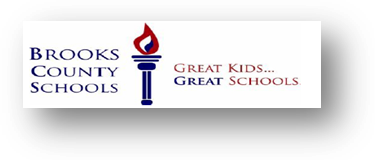 BROOKS
COUNTY
SCHOOLS
GREAT KIDS...
GREAT SCHOOLS.